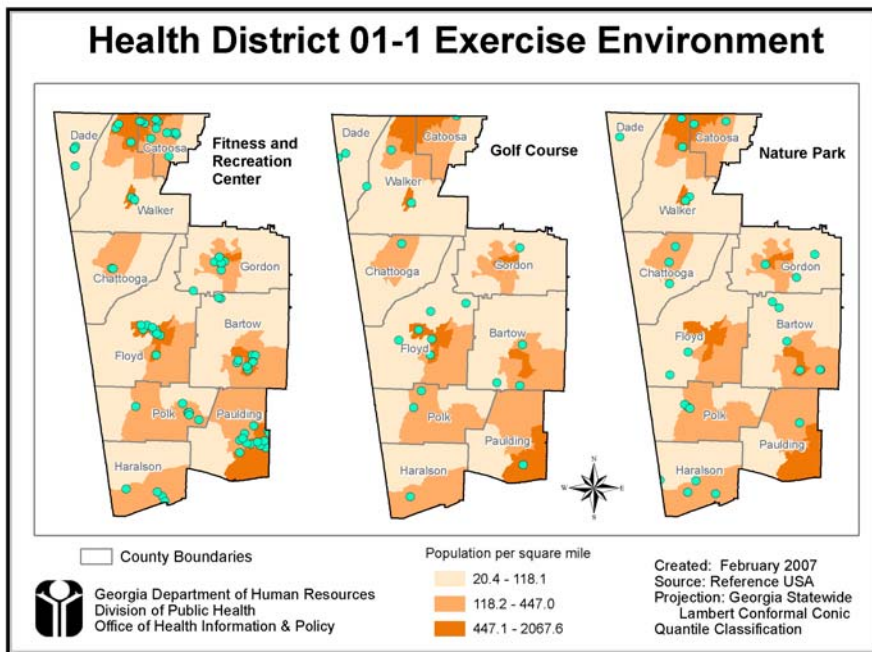 Health District 01-1 Exercise Environment
Dade
Catoosa
Fitness and
Recreation
Center
Walker
Chattooga
Gordon
Floyd
Bartow
Polk
Paulding
Haralson
Dade
Catoosa
Golf Course
Walker
Chattooga
Gordon
Floyd
Bartow
Polk
Paulding
Haralson
N
W
E
S
Dade
Catoosa
Nature Park
Walker
Chattooga
Gordon
Floyd
Bartow
Polk
Paulding
Haralson
County Boundaries
Georgia Department of Human Resources
Division of Public Health
Office of Health Information & Policy
Population per square mile
20.4 - 118.1
118.2 - 447.0
447.1 - 2067.6
Created: February 2007
Source: Reference USA
Projection: Georgia Statewide
Lambert Conformal Conic
Quantile Classification